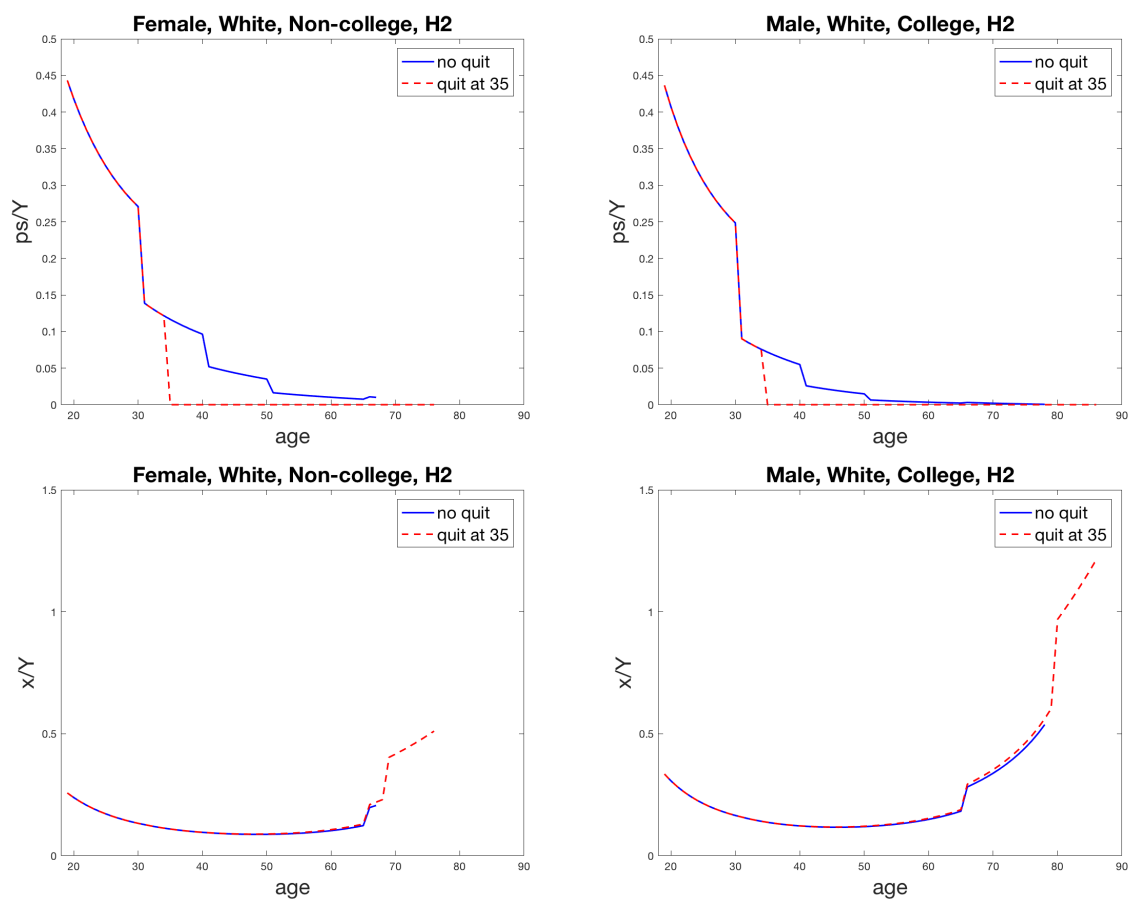 Female, White, Non-college, H2
0.5
0.45
0.4
0.35
0.3
0.25
0.2
0.15
0.1
0.05
0
ps/Y
20 30 40 50 60 70 80 90
age
no quit
quit at 35
Male, White, College, H2
0.5
0.45
0.4
0.35
0.3
0.25
0.2
0.15
0.1
0.05
0
ps/Y
20 30 40 50 60 70 80 90
age
no quit
quit at 35
Female, White, Non-college, H2
1.5
1
0.5
0
x/Y
20 30 40 50 60 70 80 90
age
no quit
quit at 35
Male, White, College, H2
1.5
1
0.5
0
x/Y
20 30 40 50 60 70 80 90
age
no quit
quit at 35